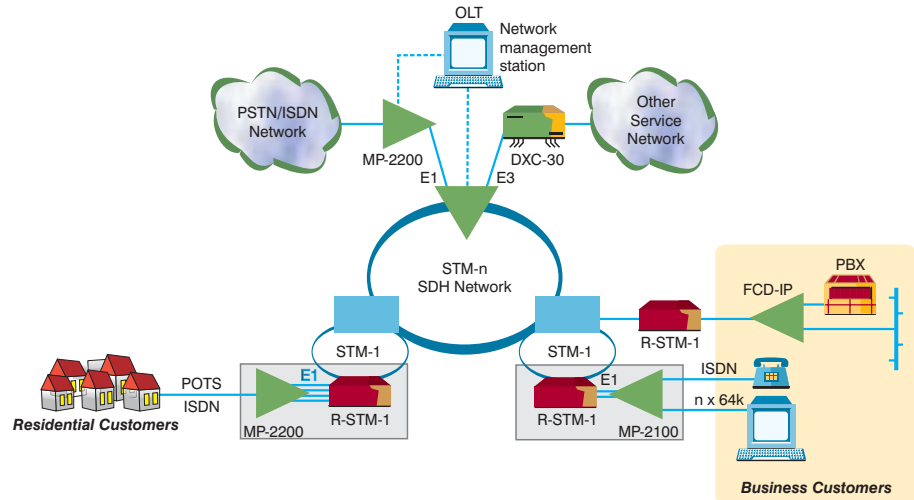 OLT
Network
management
station
PSTN/ISDN
Network
MP-2200
DXC-30
Other
Service
Network
E1
E3
STM-n
SDH Network
PBX
FCD-IP
R-STM-1
STM-1
STM-1
ISDN
n x 64k
E1
R-STM-1
MP-2100
POTS
ISDN
E1
R-STM-1
MP-2200
Residential Customers
Business Customers